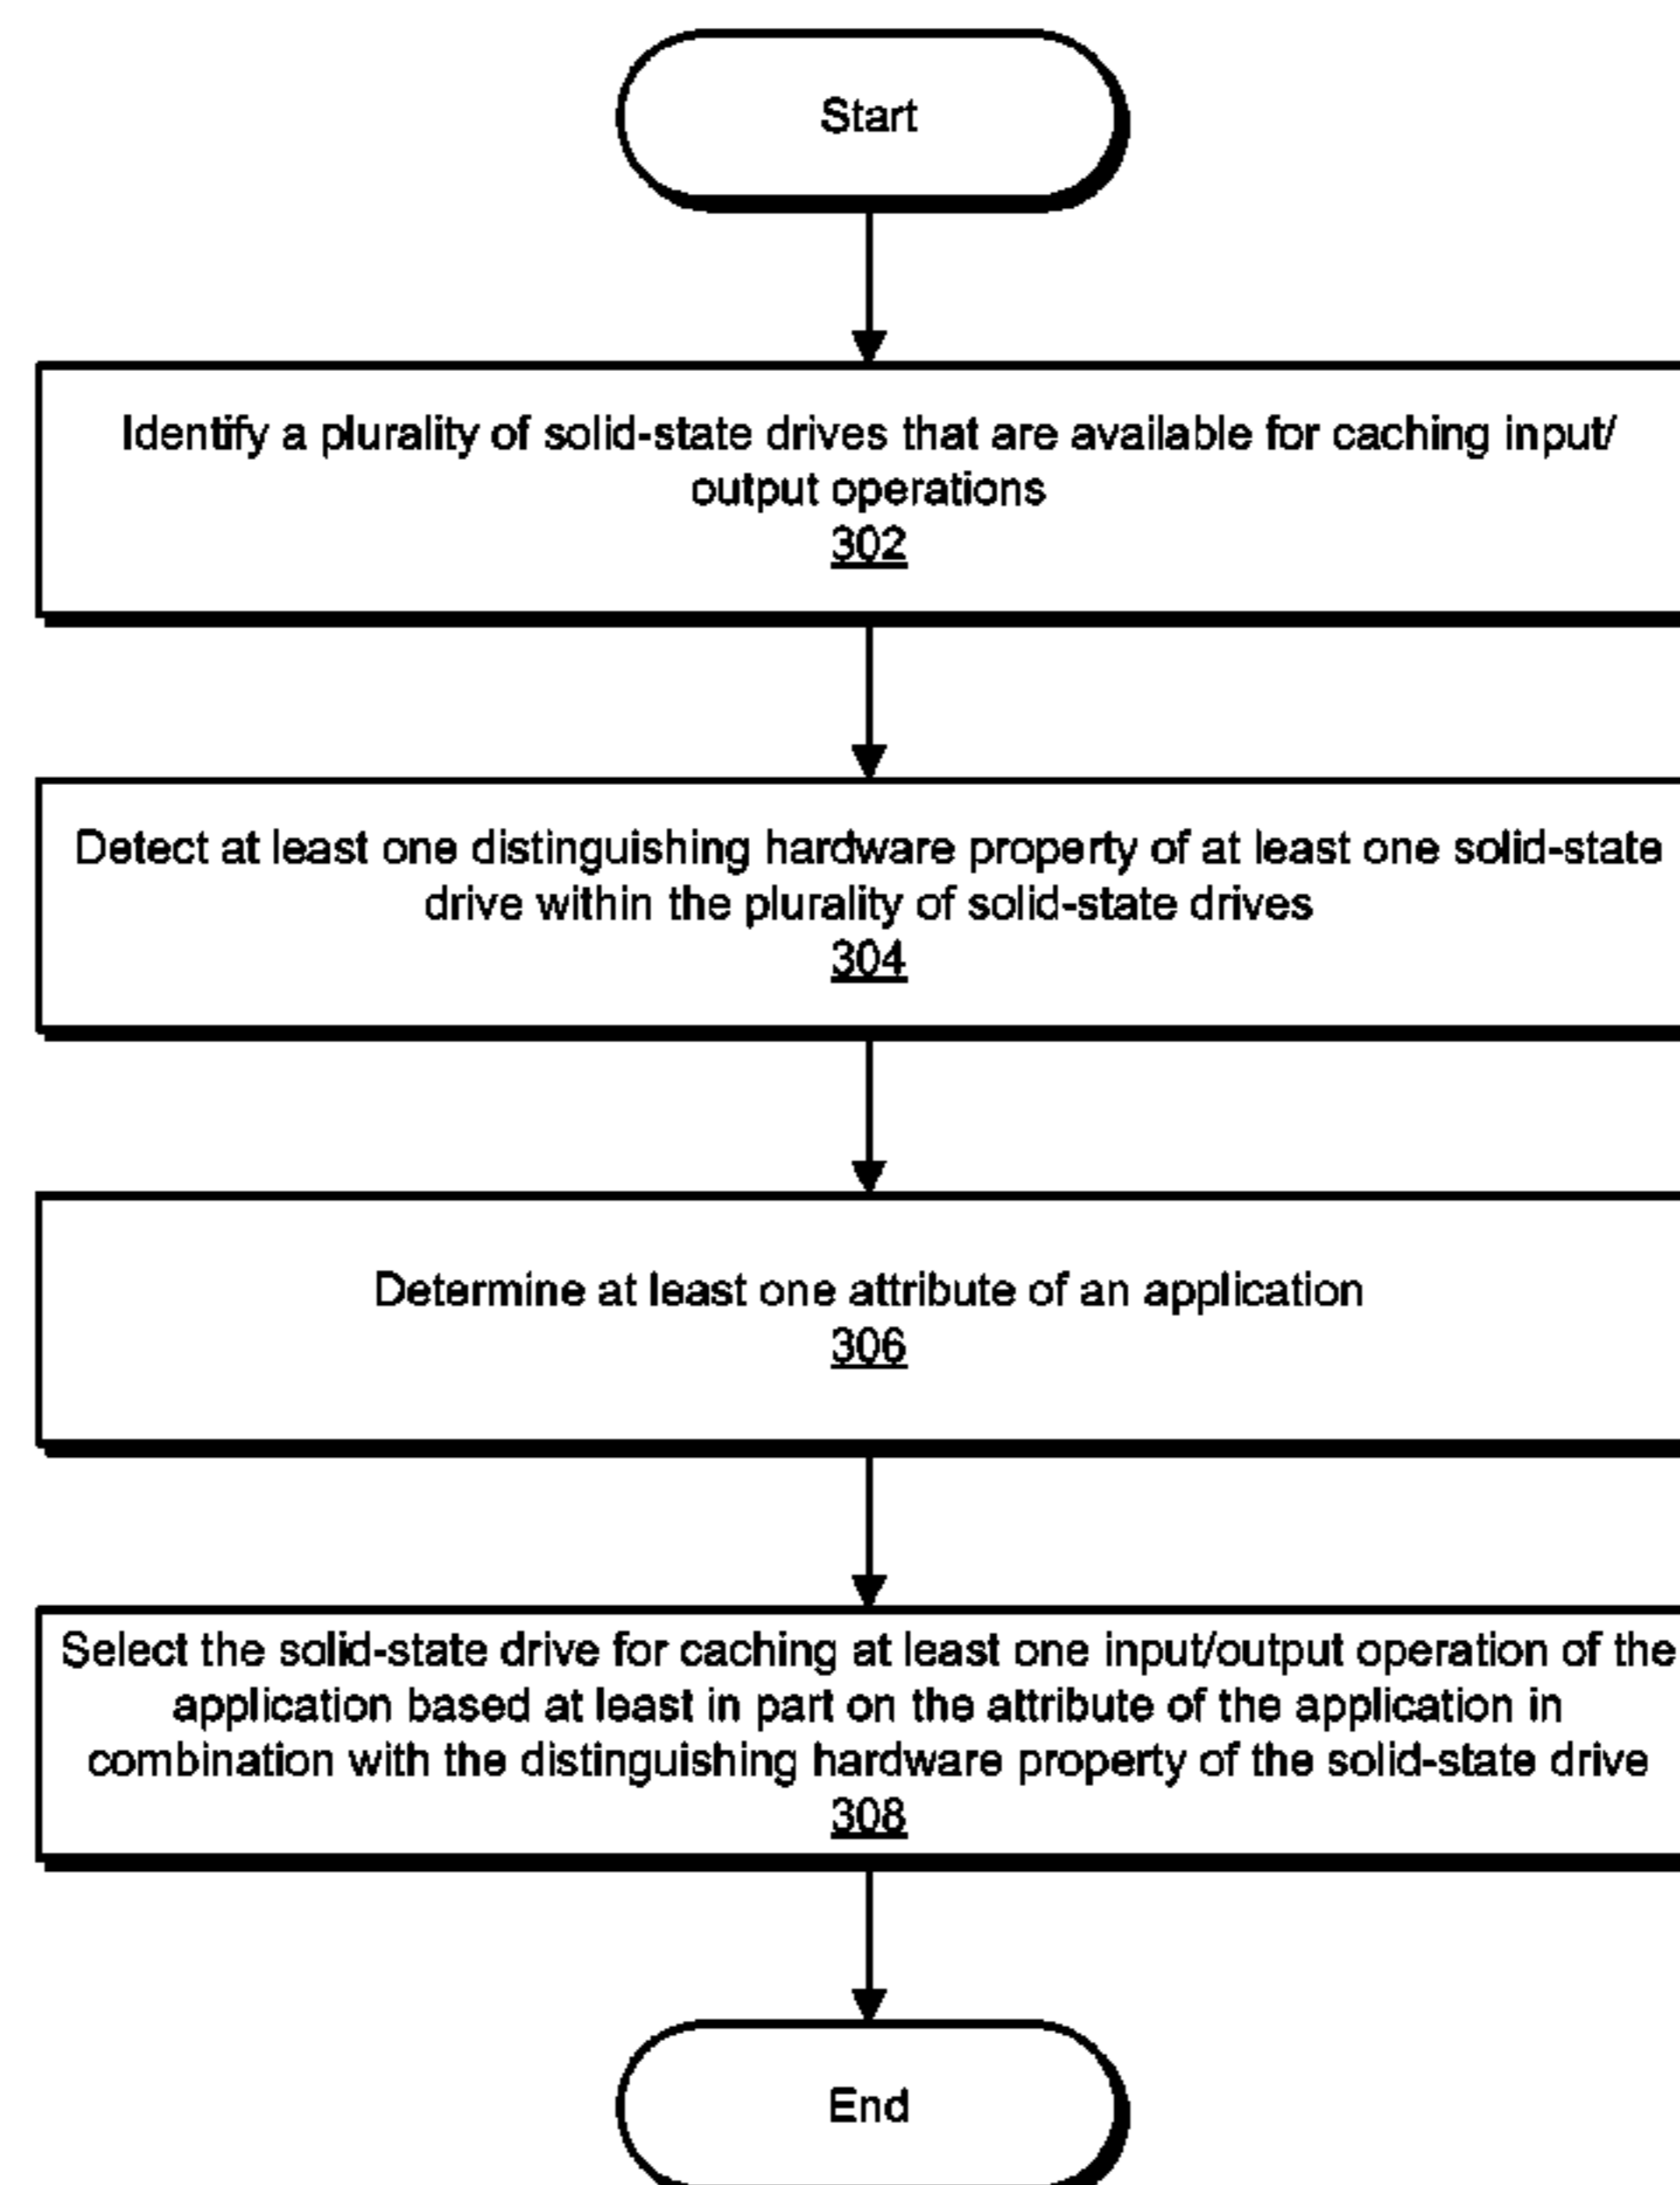 Start
Identify a plurality of solid-state drives that are available for caching input/
output operations
302
Detect at least one distinguishing hardware property of at least one solid-state
drive within the plurality of solid-state drives
304
Determine at least one attribute of an application
306
Select the solid-state drive for caching at least one input/output operation of the
application based at least in part on the attribute of the application in
combination with the distinguishing hardware property of the solid-state drive
308
End